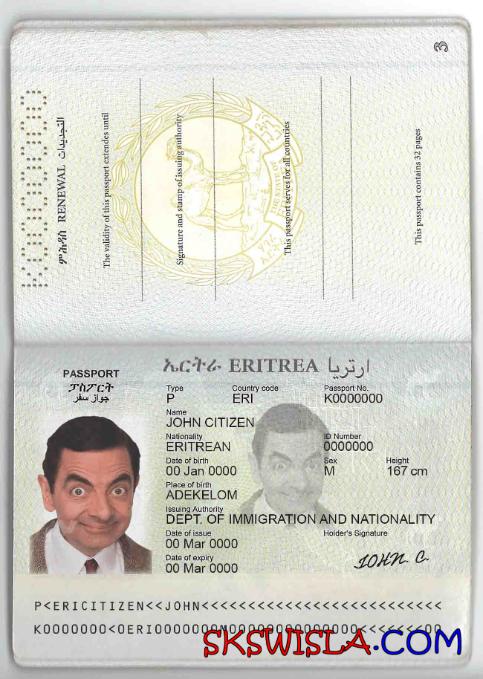 3
K0000000
ምሕዳስ RENEWAL التجديدات
The validity of this passport extendes until
Signature and stamp of issuing authority
This passport serves for all countries
This passport contains 32 pages
ኤርትራ ERITREA ارتريا
PASSPORT
ፓስፖርት
جواز سفر
Type Country code Passport No.
P ERI K0000000
Name
JOHN CITIZEN
Nationality ID Number
ERITREAN 0000000
Date of birth Sex Height
00 Jan 0000 M 167 cm
Place of birth
ADEKELOM
Issuing Authority
DEPT. OF IMMIGRATION AND NATIONALITY
Date of issue Holder's Signature
00 Mar 0000
Date of expiry
00 Mar 0000
JOHN C.
P<ERICITIZEN<<JOHN<<<<<<<<<<<<<<<<<<<<<<<<<<
SKSWISLA.COM